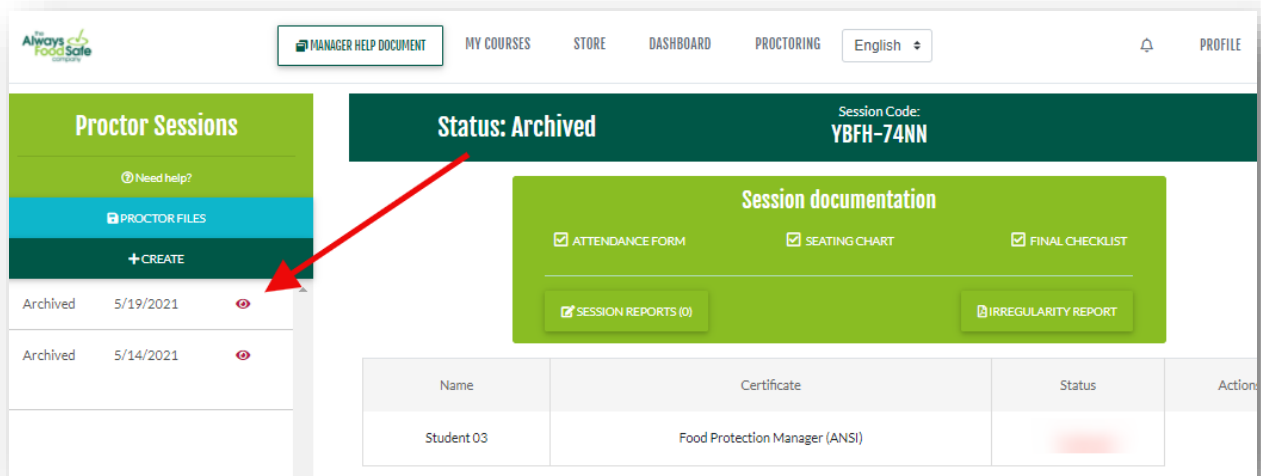 the
Always
Food Safe
company
MANAGER HELP DOCUMENT MY COURSES STORE DASHBOARD PROCTORING English PROFILE
Proctor Sessions
Need help?
PROCTOR FILES
+CREATE
Archived 5/19/2021
Archived 5/14/2021
Status: Archived
Session Code:
YBFH-74NN
Session documentation
ATTENDANCE FORM SEATING CHART FINAL CHECKLIST
SESSION REPORTS (0) IRREGULARITY REPORT
Name Certificate Status Actions
Student 03 Food Protection Manager (ANSI)